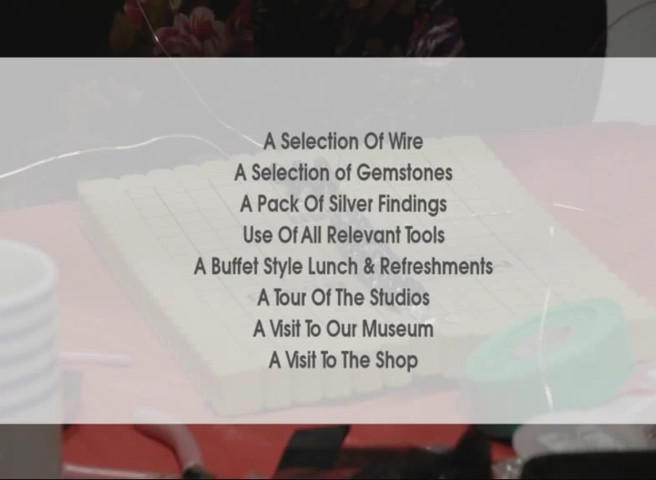 A Selection Of Wire
A Selection of Gemstones
A Pack Of Silver Findings
Use Of All Relevant Tools
A Buffet Style Lunch & Refreshments
A Tour Of The Studios
A Visit To Our Museum
A Visit To The Shop